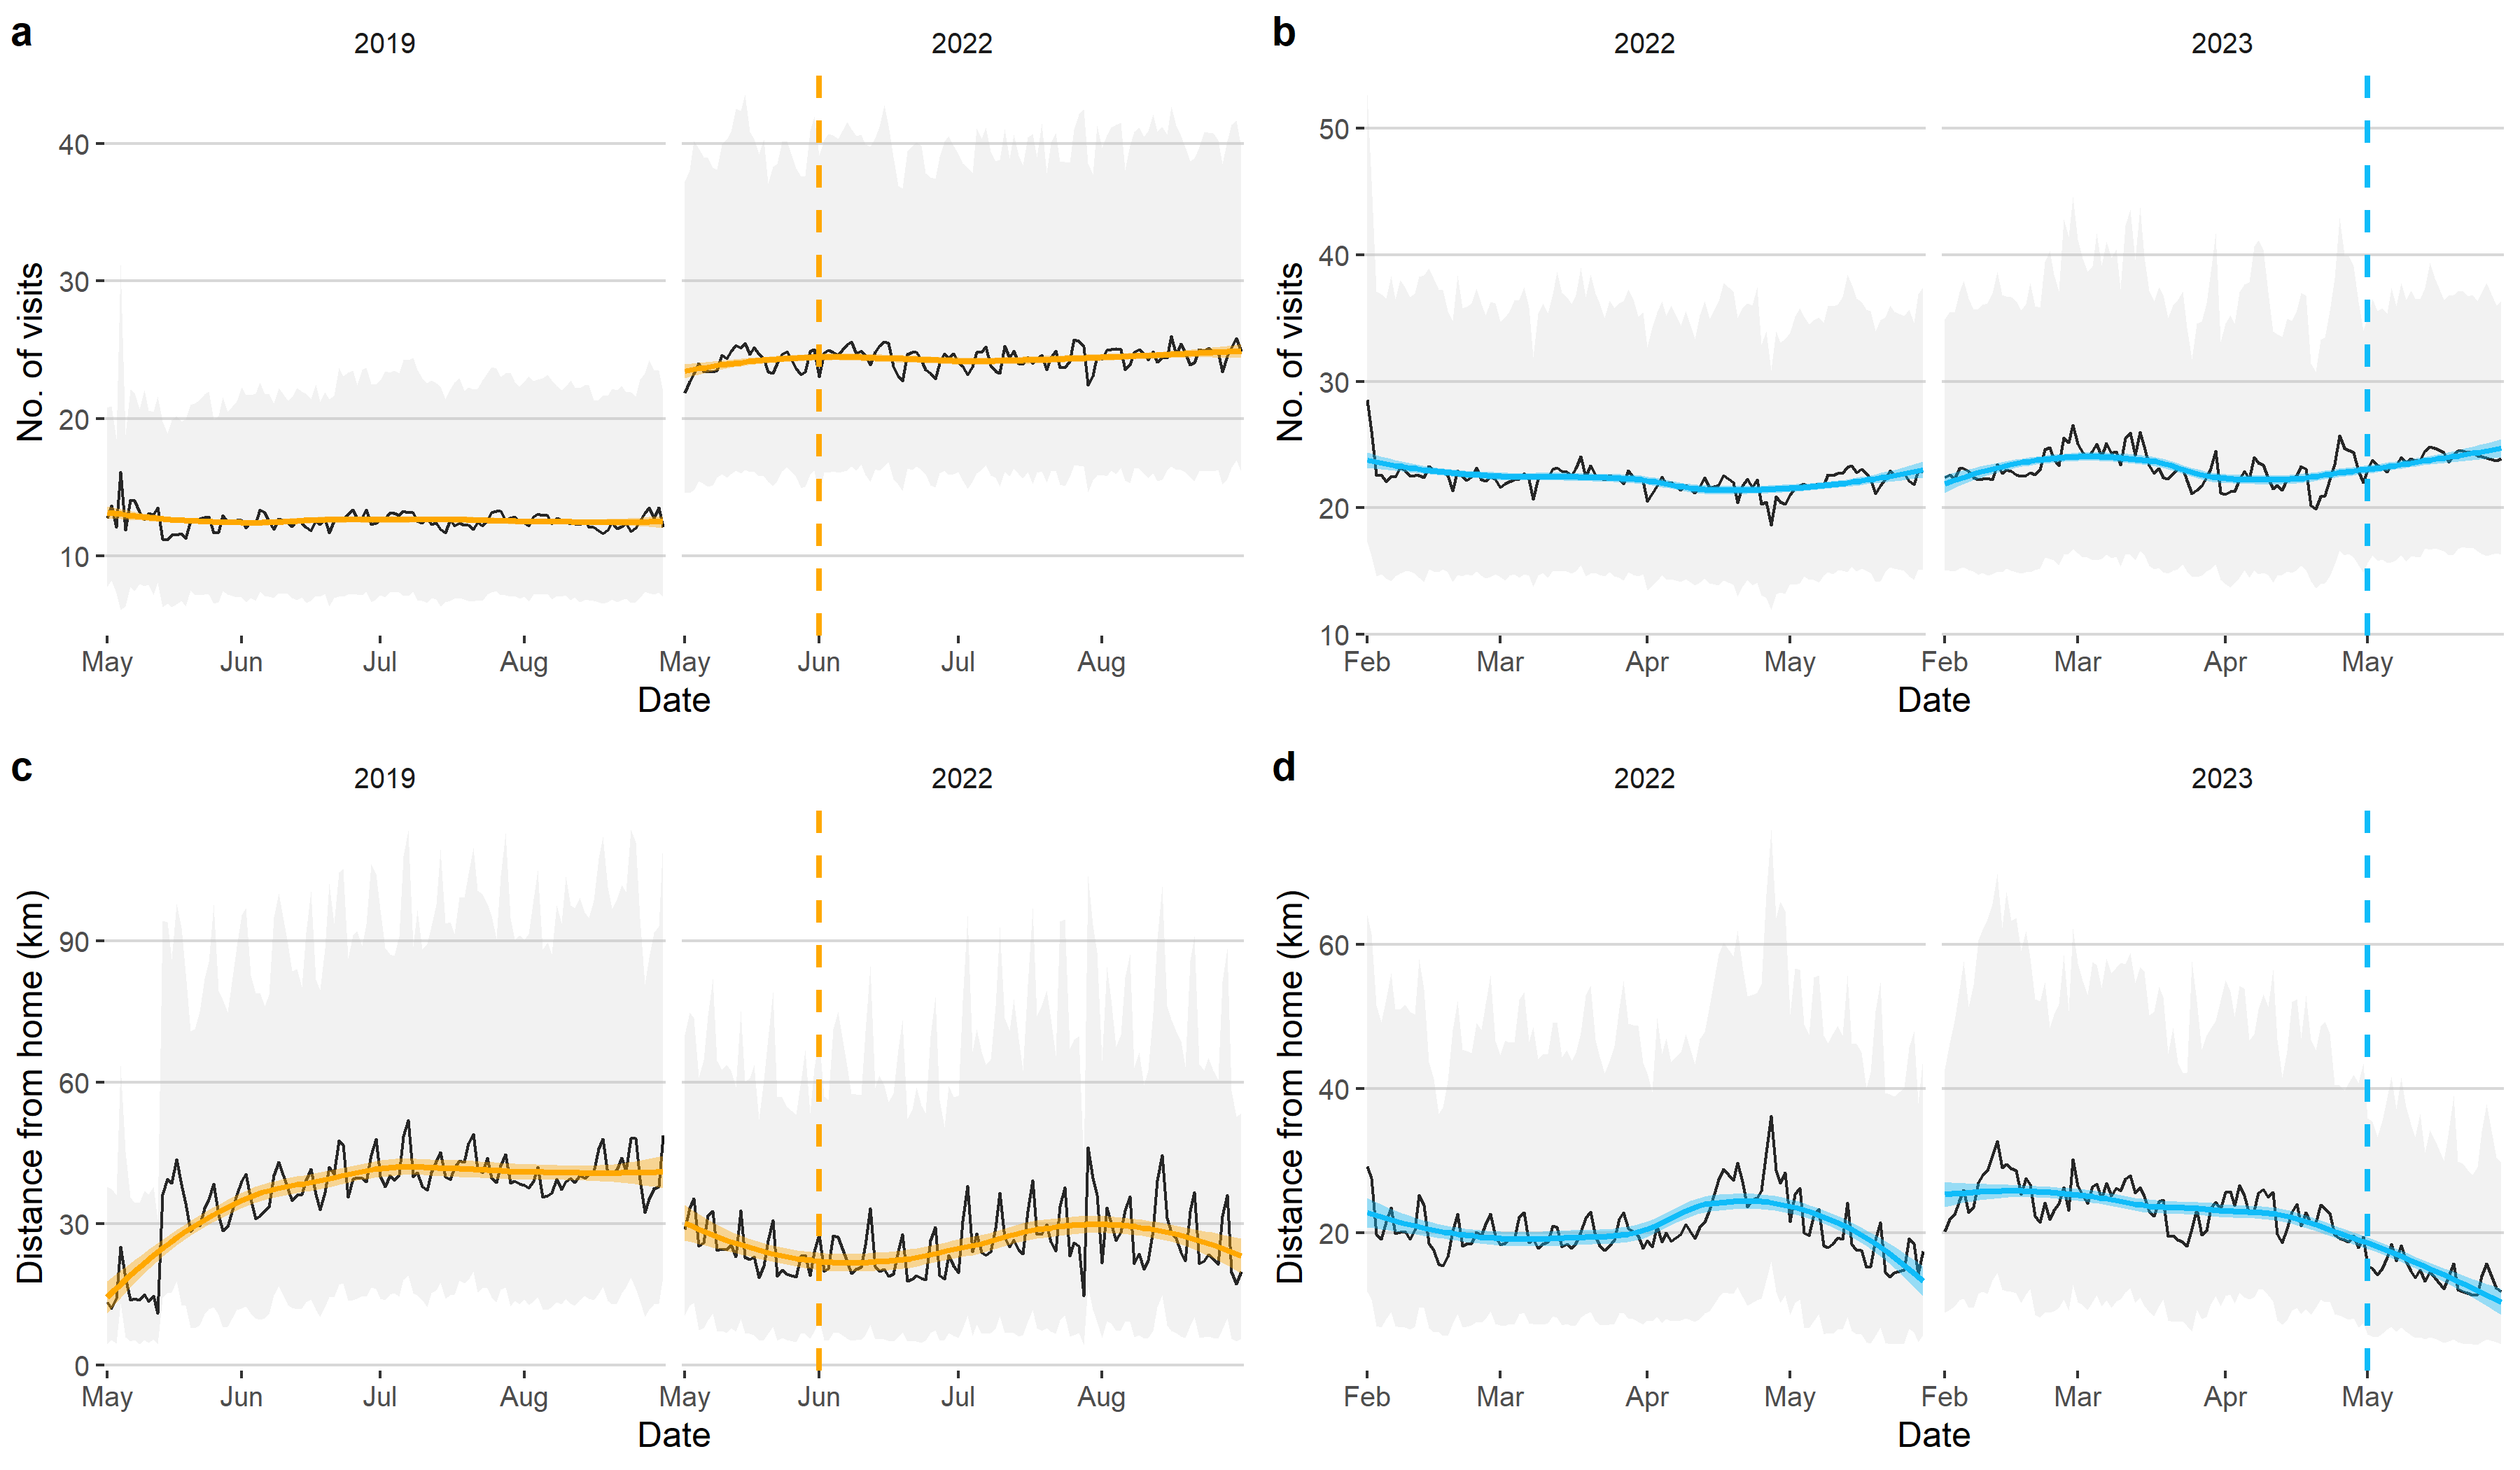 a
2019 2022
No. of visits
40
30
20
10
May Jun Jul Aug May Jun Jul Aug
Date
b
2022 2023
No. of visits
50
40
30
20
10
Feb Mar Apr May Feb Mar Apr May
Date
c
2019 2022
Distance from home (km)
90
60
30
0
May Jun Jul Aug May Jun Jul Aug
Date
d
2022 2023
Distance from home (km)
60
40
20
Feb Mar Apr May Feb Mar Apr May
Date